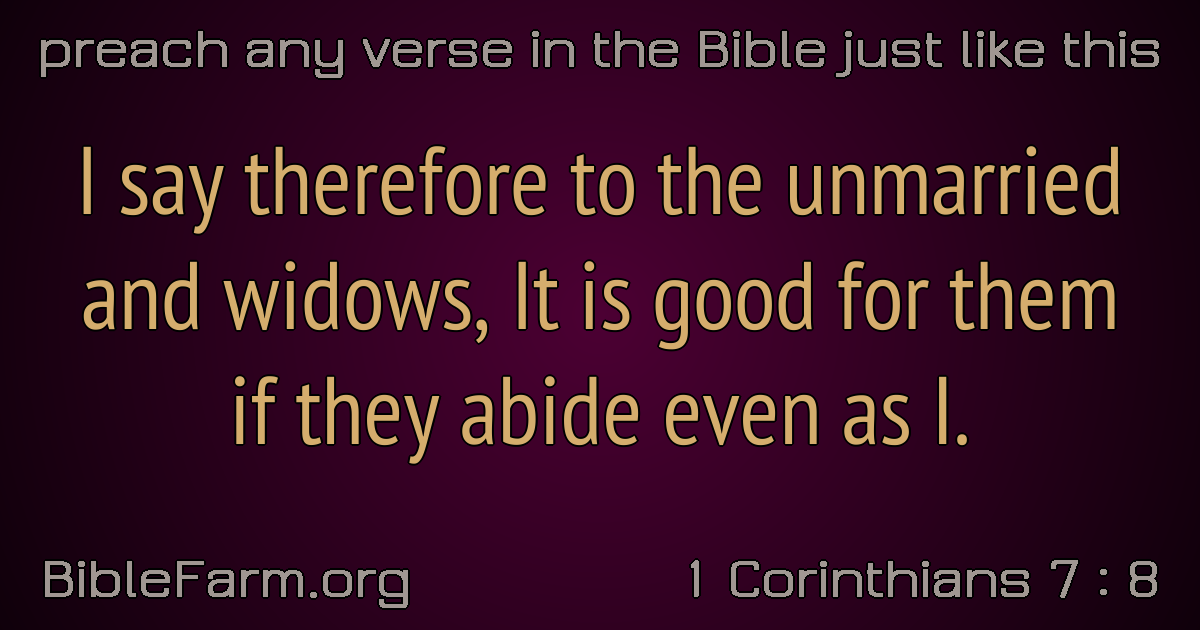 preach any verse in the Bible just like this
I say therefore to the unmarried
and widows, It is good for them
if they abide even as I.
BibleFarm.org
1 Corinthians 7 : 8